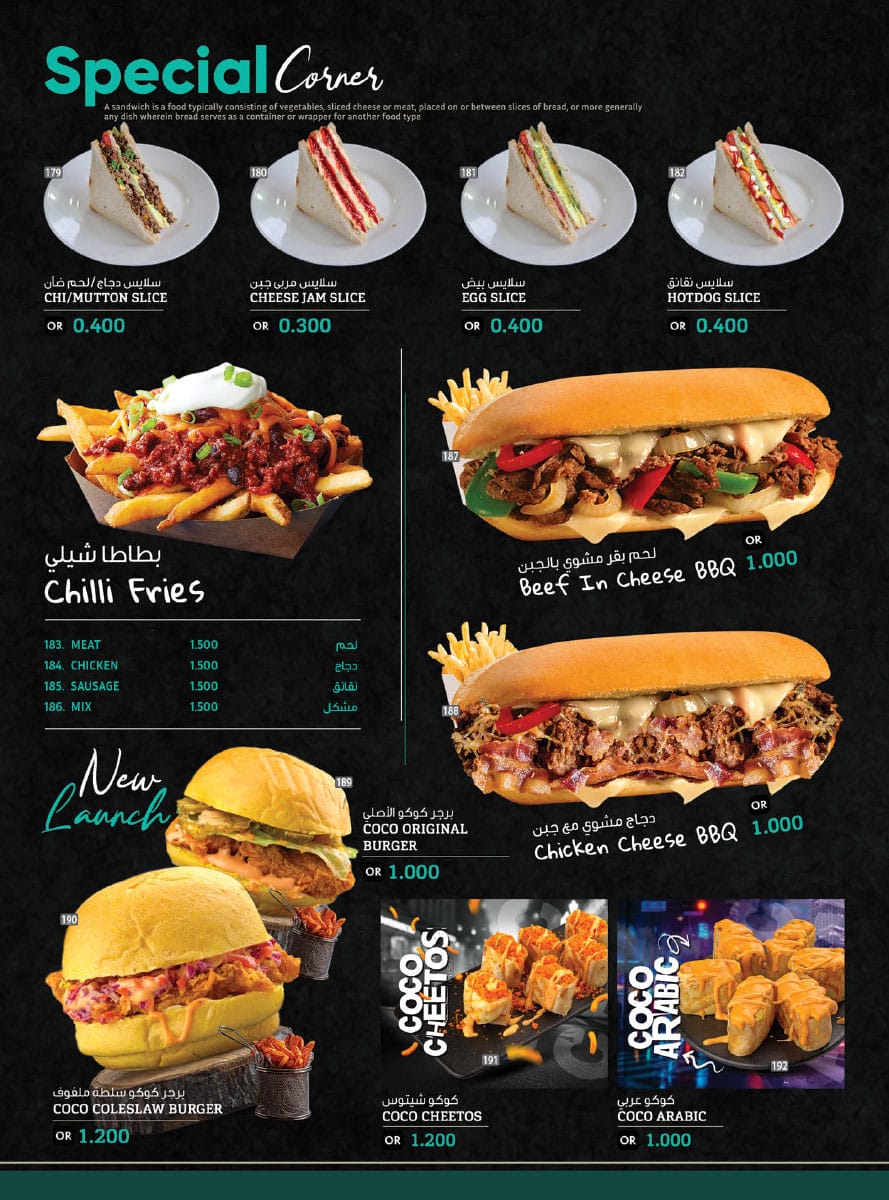 Special Corner
A sandwich is a food typically consisting of vegetables, sliced cheese or meat, placed on or between slices of bread, or more generally
any dish wherein bread serves as a container or wrapper for another food type
179
سلايس دجاج/لحم ضأن
CHI/MUTTON SLICE
OR 0.400
180
سلايس مربى جبن
CHEESE JAM SLICE
OR 0.300
181
سلايس بيض
EGG SLICE
OR 0.400
182
سلايس نقانق
HOTDOG SLICE
OR 0.400
بطاطا شيلي
Chilli Fries
183. MEAT 1.500 لحم
184. CHICKEN 1.500 دجاج
185. SAUSAGE 1.500 نقانق
186. MIX 1.500 مشكل
187
لحم بقر مشوي بالجبن
Beef In Cheese BBQ
OR
1.000
188
دجاج مشوي مع جبن
Chicken Cheese BBQ
OR
1.000
New
Launch
189
برجر كوكو الأصلي
COCO ORIGINAL
BURGER
OR 1.000
190
برجر كوكو سلطة ملفوف
COCO COLESLAW BURGER
OR 1.200
COCO
CHEETOS
191
كوكو شيتوس
COCO CHEETOS
OR 1.200
COCO
ARABIC
192
كوكو عربي
COCO ARABIC
OR 1.000